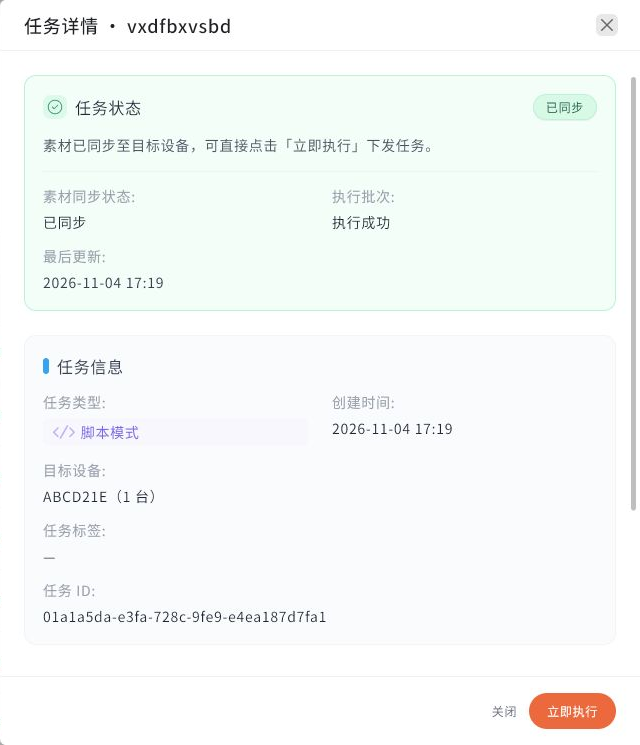 任务详情 • vxdfbxvsbd
任务状态
已同步
素材已同步至目标设备，可直接点击「立即执行」下发任务。
素材同步状态:
已同步
执行批次:
执行成功
最后更新:
2026-11-04 17:19
任务信息
任务类型:
</> 脚本模式
创建时间:
2026-11-04 17:19
目标设备:
ABCD21E（1 台）
任务标签:
—
任务 ID:
01a1a5da-e3fa-728c-9fe9-e4ea187d7fa1
关闭
立即执行